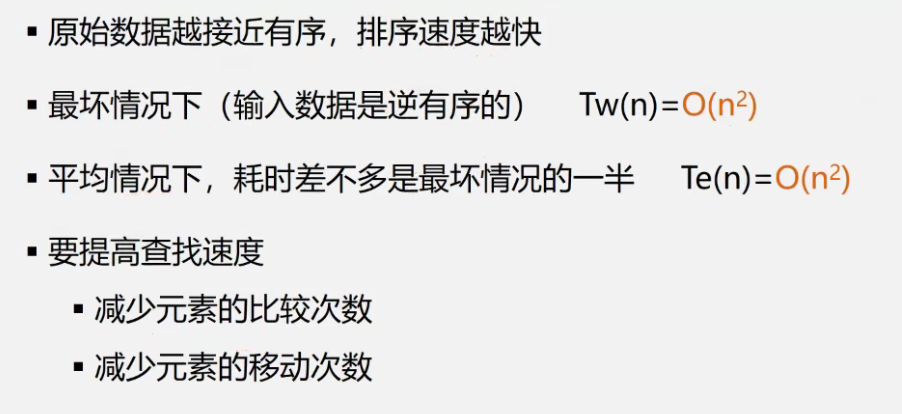 ▪ 原始数据越接近有序，排序速度越快
▪ 最坏情况下（输入数据是逆有序的） Tw(n)=O(n²)
▪ 平均情况下，耗时差不多是最坏情况的一半 Te(n)=O(n²)
▪ 要提高查找速度
▪ 减少元素的比较次数
▪ 减少元素的移动次数